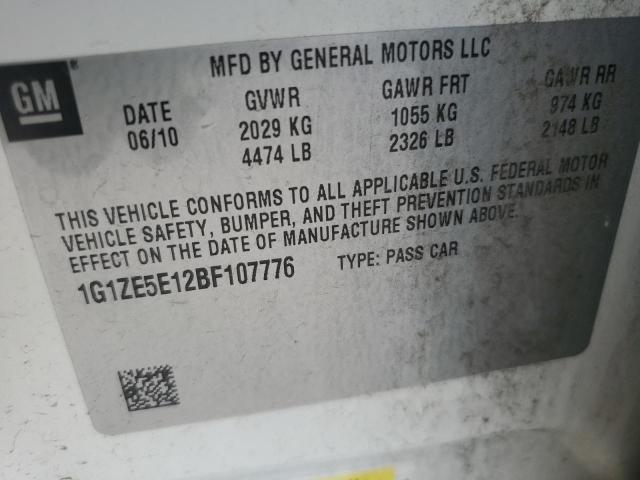 GM
MFD BY GENERAL MOTORS LLC
DATE GVWR GAWR FRT GAWR RR
06/10 2029 KG 1055 KG 974 KG
4474 LB 2326 LB 2148 LB
THIS VEHICLE CONFORMS TO ALL APPLICABLE U.S. FEDERAL MOTOR
VEHICLE SAFETY, BUMPER, AND THEFT PREVENTION STANDARDS IN
EFFECT ON THE DATE OF MANUFACTURE SHOWN ABOVE.
1G1ZE5E12BF107776 TYPE: PASS CAR